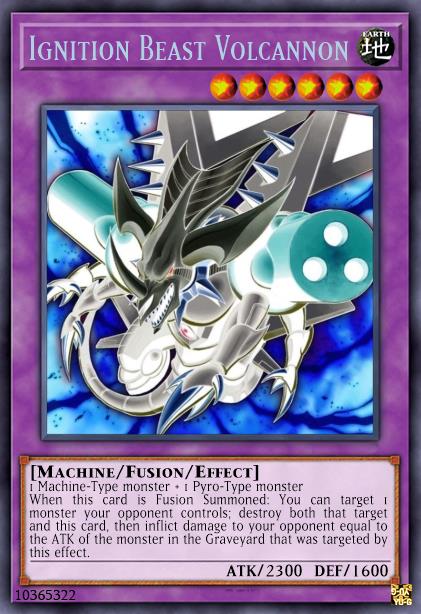 IGNITION BEAST VOLCANNON
EARTH
地
[MACHINE/FUSION/EFFECT]
1 Machine-Type monster + 1 Pyro-Type monster
When this card is Fusion Summoned: You can target 1
monster your opponent controls; destroy both that target
and this card, then inflict damage to your opponent equal to
the ATK of the monster in the Graveyard that was targeted by
this effect.
ATK/2300 DEF/1600
10365322